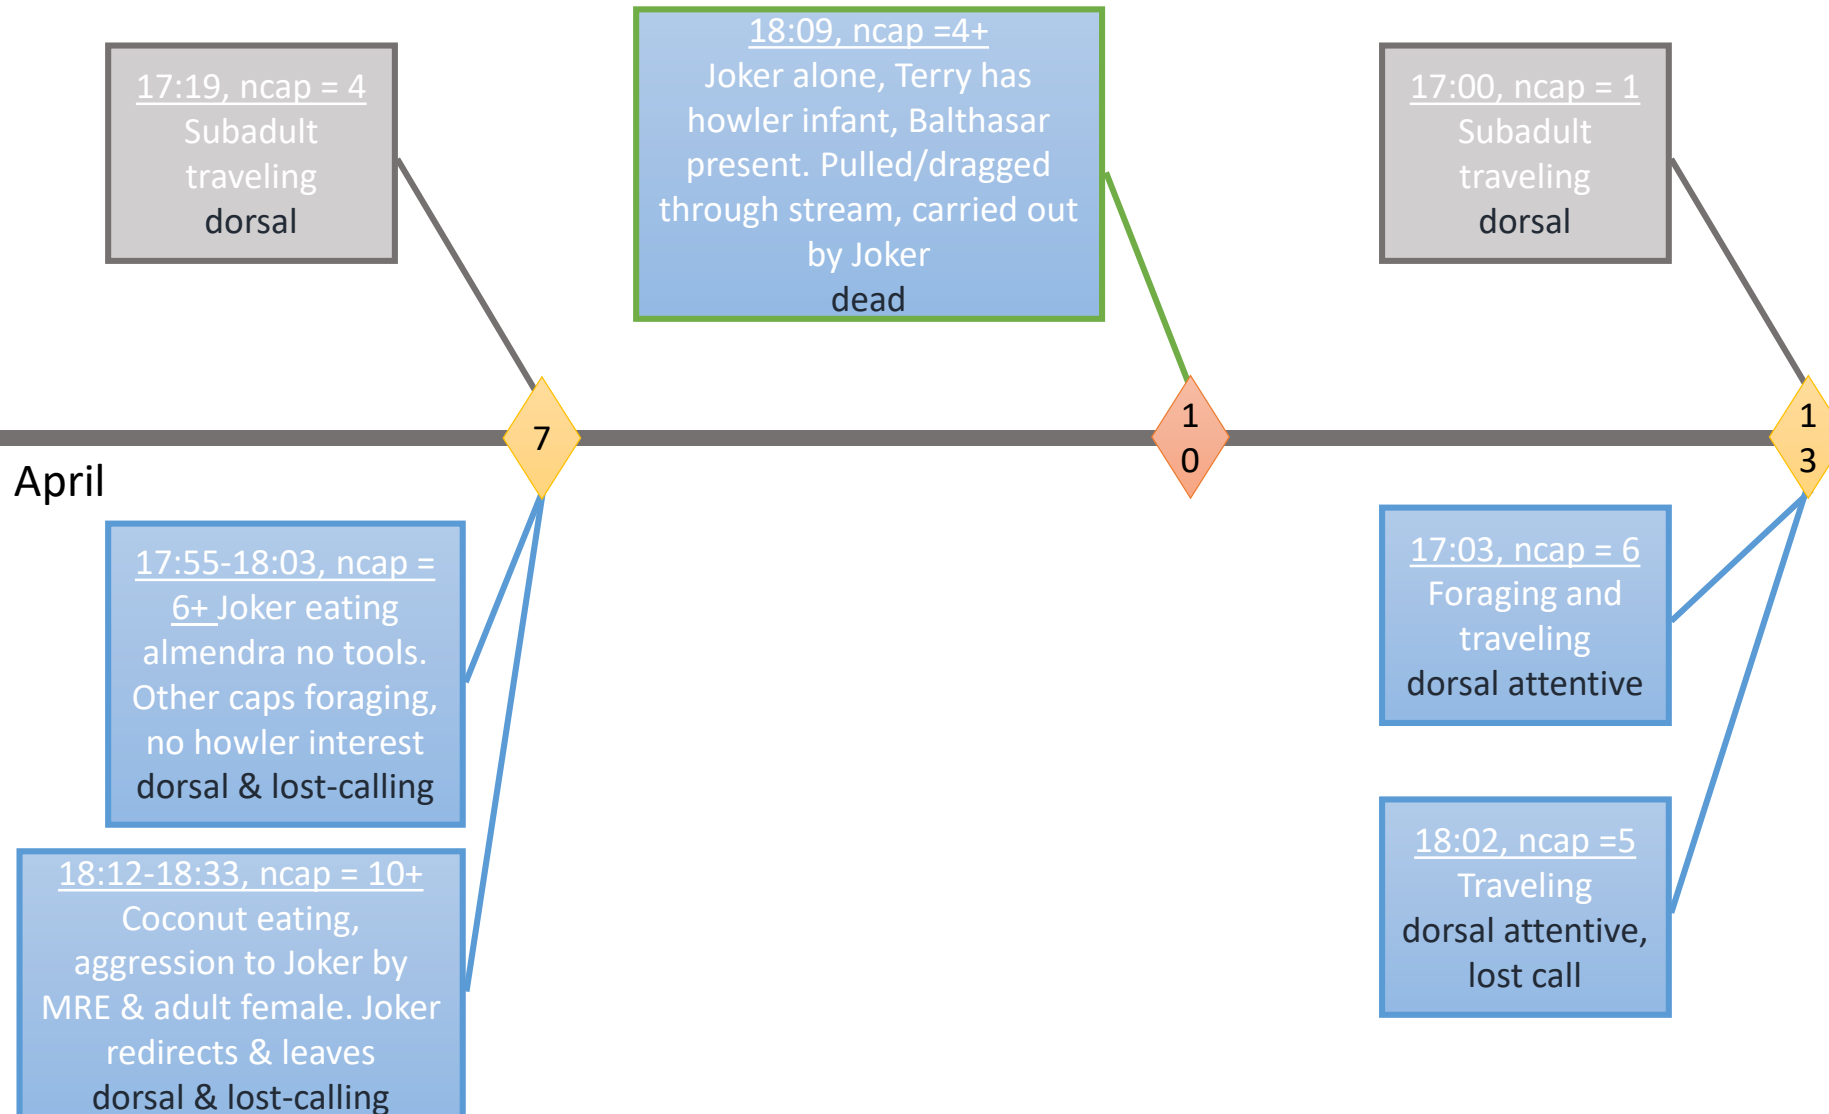 17:19, ncap = 4
Subadult
traveling
dorsal
18:09, ncap =4+
Joker alone, Terry has
howler infant, Balthasar
present. Pulled/dragged
through stream, carried out
by Joker
dead
17:00, ncap = 1
Subadult
traveling
dorsal
7
1
0
1
3
April
17:55-18:03, ncap =
6+ Joker eating
almendra no tools.
Other caps foraging,
no howler interest
dorsal & lost-calling
18:12-18:33, ncap = 10+
Coconut eating,
aggression to Joker by
MRE & adult female. Joker
redirects & leaves
dorsal & lost-calling
17:03, ncap = 6
Foraging and
traveling
dorsal attentive
18:02, ncap =5
Traveling
dorsal attentive,
lost call